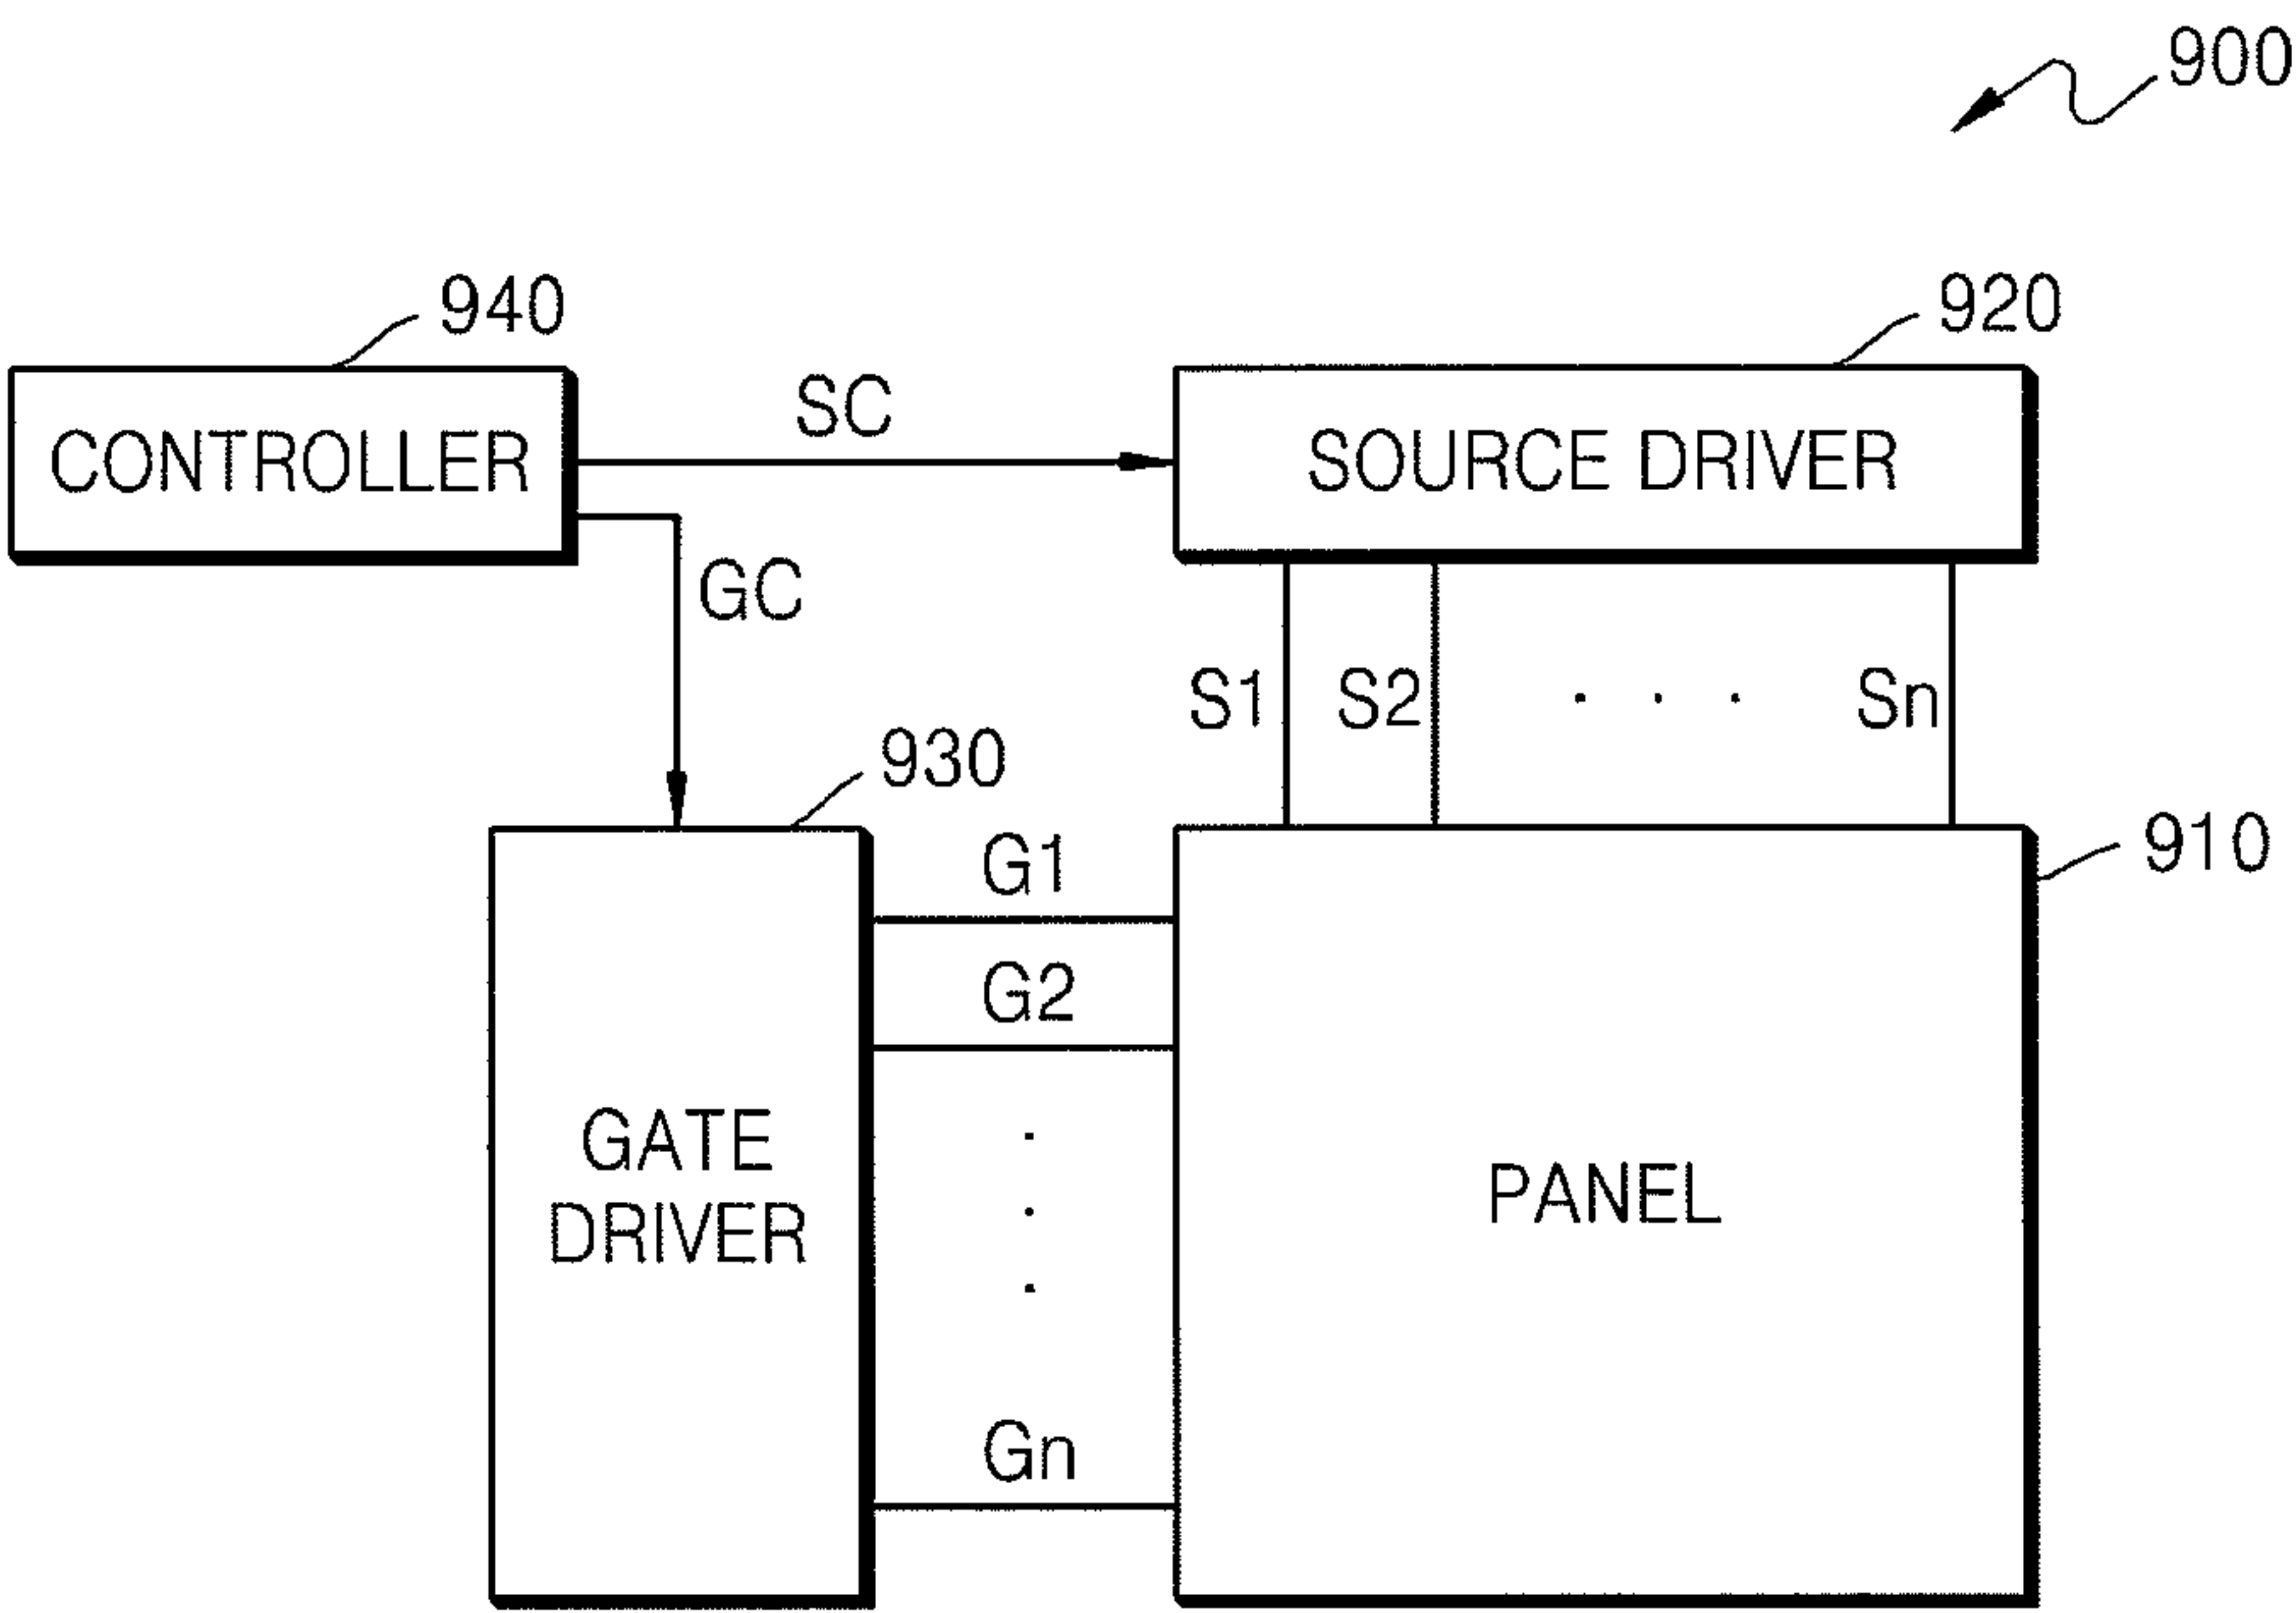 900
940
920
CONTROLLER
SC
SOURCE DRIVER
GC
S1
S2
. . .
Sn
930
910
G1
G2
GATE
DRIVER
.
.
.
PANEL
Gn